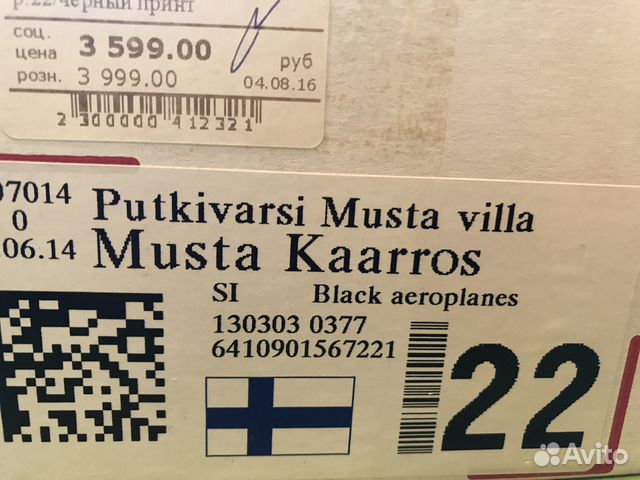 р.22/черный принт
соц. цена 3 599.00 руб
розн. 3 999.00 04.08.16
2 300000 412321
07014 Putkivarsi Musta villa
0
.06.14 Musta Kaarros
SI Black aeroplanes
130303 0377
6410901567221
22
Avito